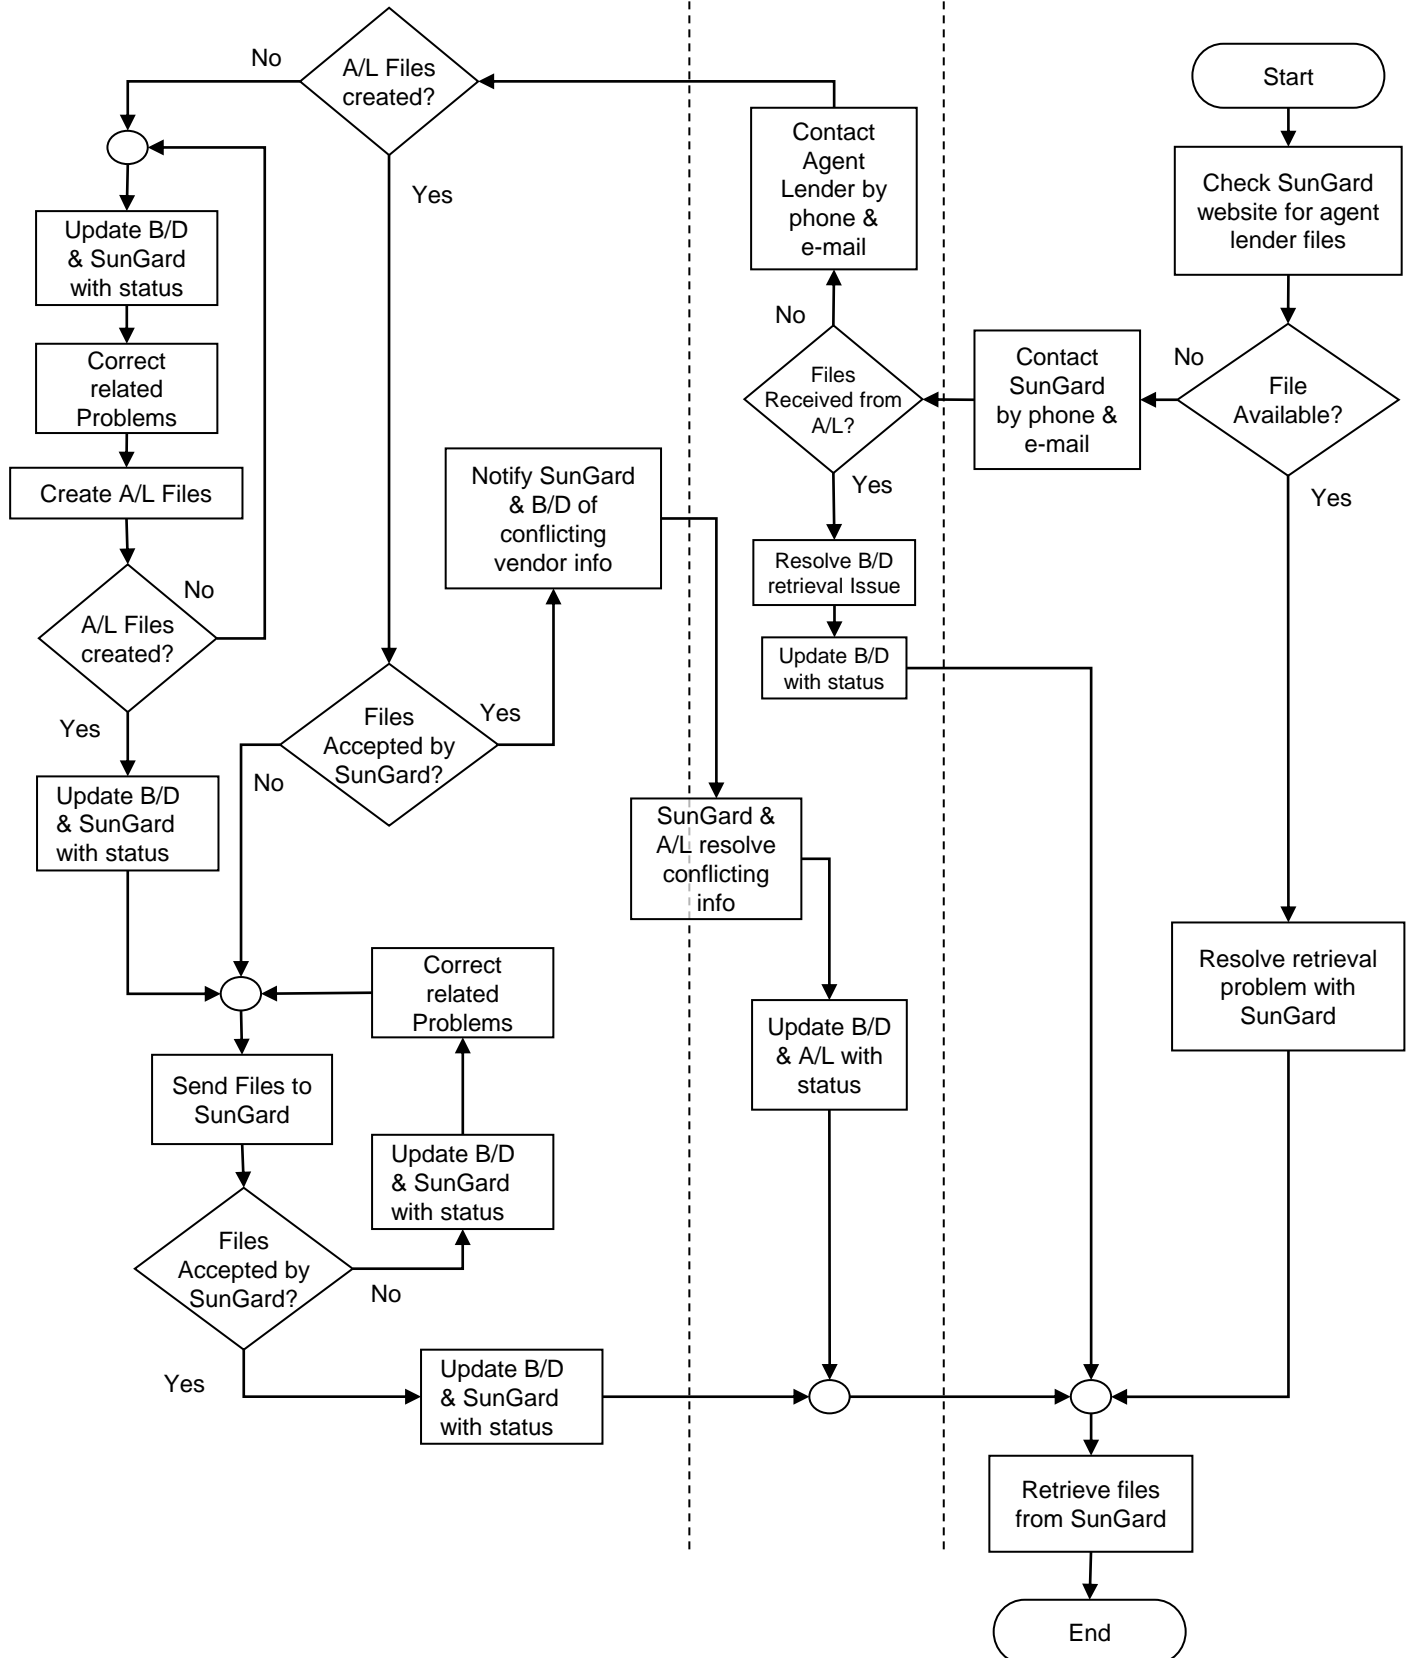 No
A/L Files
created?
Start
Contact
Agent
Lender by
phone &
e-mail
Check SunGard
website for agent
lender files
Yes
Update B/D
& SunGard
with status
No
Correct
related
Problems
Files
Received from
A/L?
Contact
SunGard
by phone &
e-mail
No
File
Available?
Create A/L Files
Notify SunGard
& B/D of
conflicting
vendor info
Yes
Yes
Resolve B/D
retrieval Issue
No
A/L Files
created?
Update B/D
with status
Yes
Files
Accepted by
SunGard?
Yes
No
Update B/D
& SunGard
with status
SunGard &
A/L resolve
conflicting
info
Correct
related
Problems
Resolve retrieval
problem with
SunGard
Update B/D
& A/L with
status
Send Files to
SunGard
Update B/D
& SunGard
with status
Files
Accepted by
SunGard?
No
Yes
Update B/D
& SunGard
with status
Retrieve files
from SunGard
End